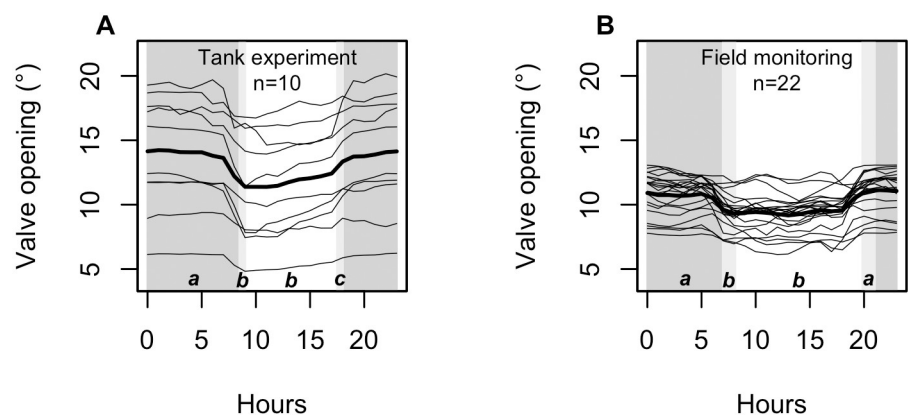 A
Tank experiment
n=10
Valve opening (°)
20
15
10
5
a b b c
0 5 10 15 20
Hours
B
Field monitoring
n=22
Valve opening (°)
20
15
10
5
a b b a
0 5 10 15 20
Hours